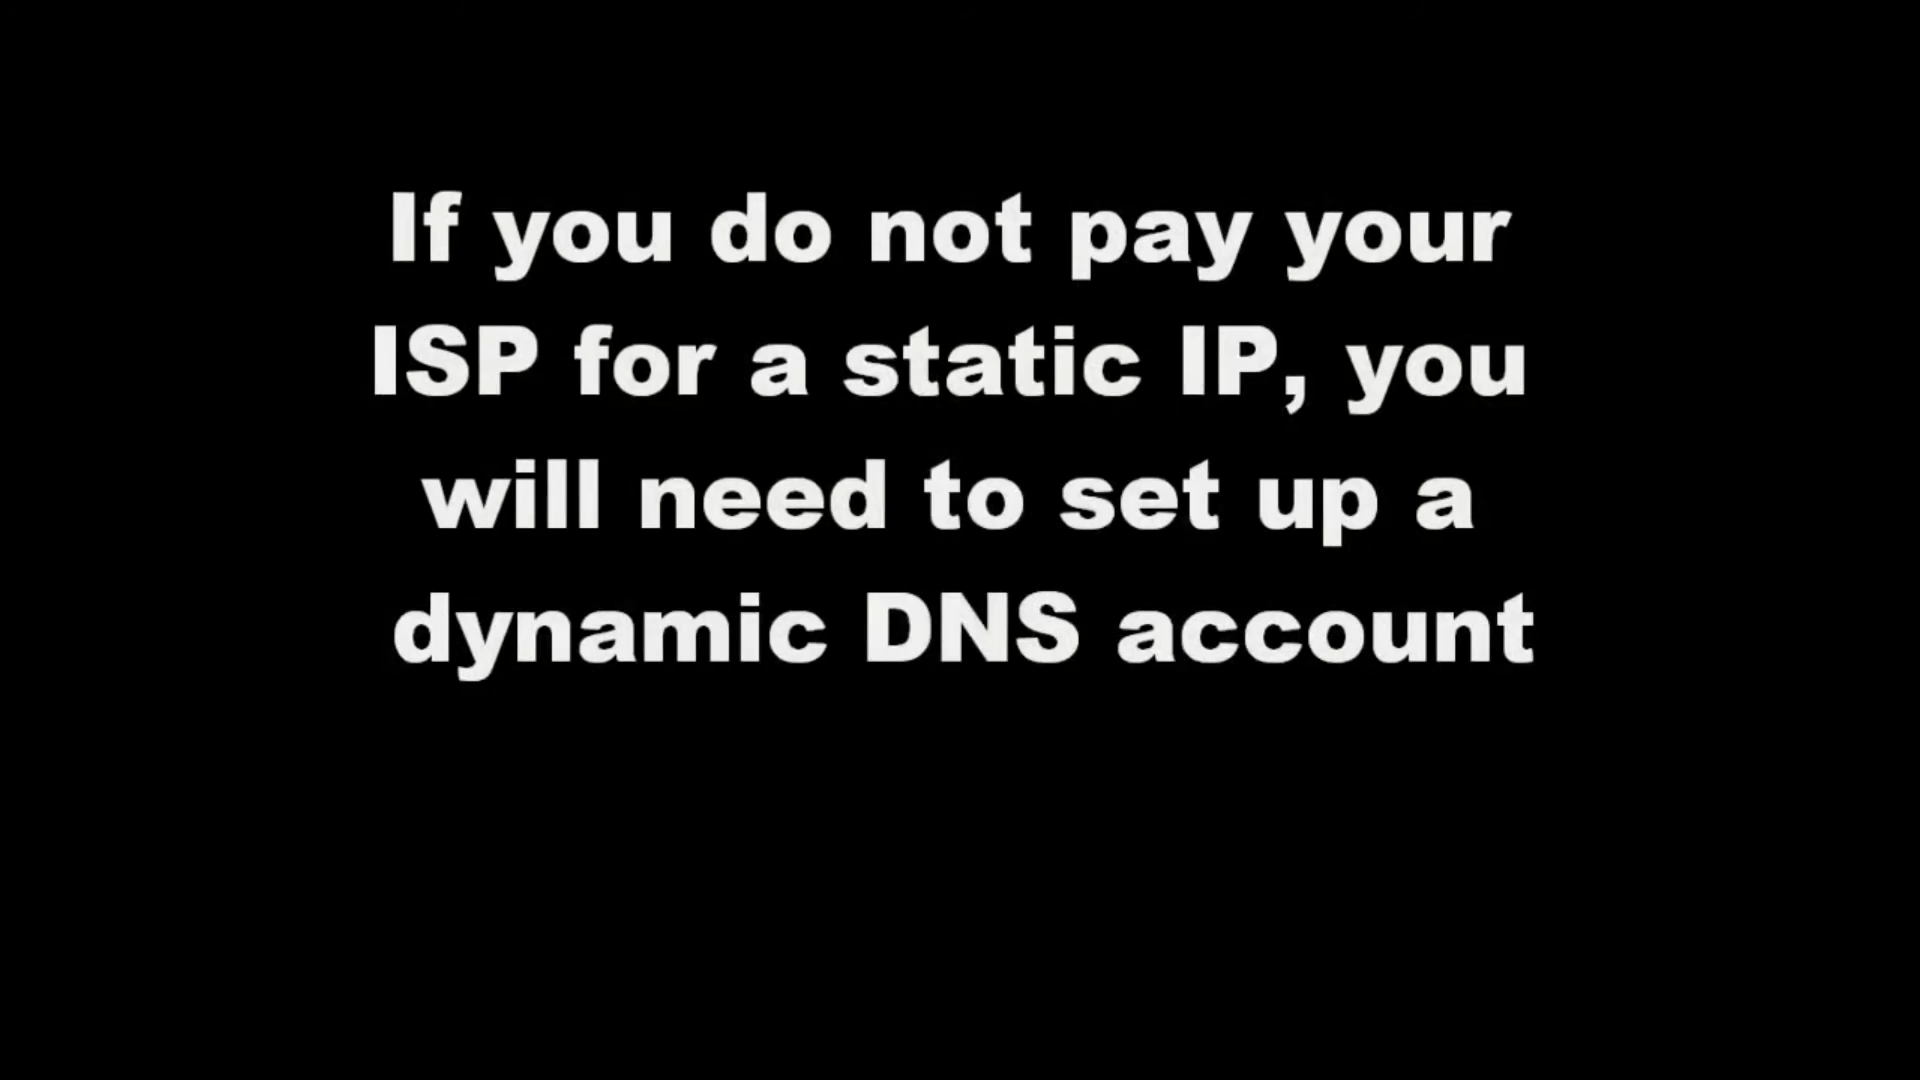 If you do not pay your
ISP for a static IP, you
will need to set up a
dynamic DNS account